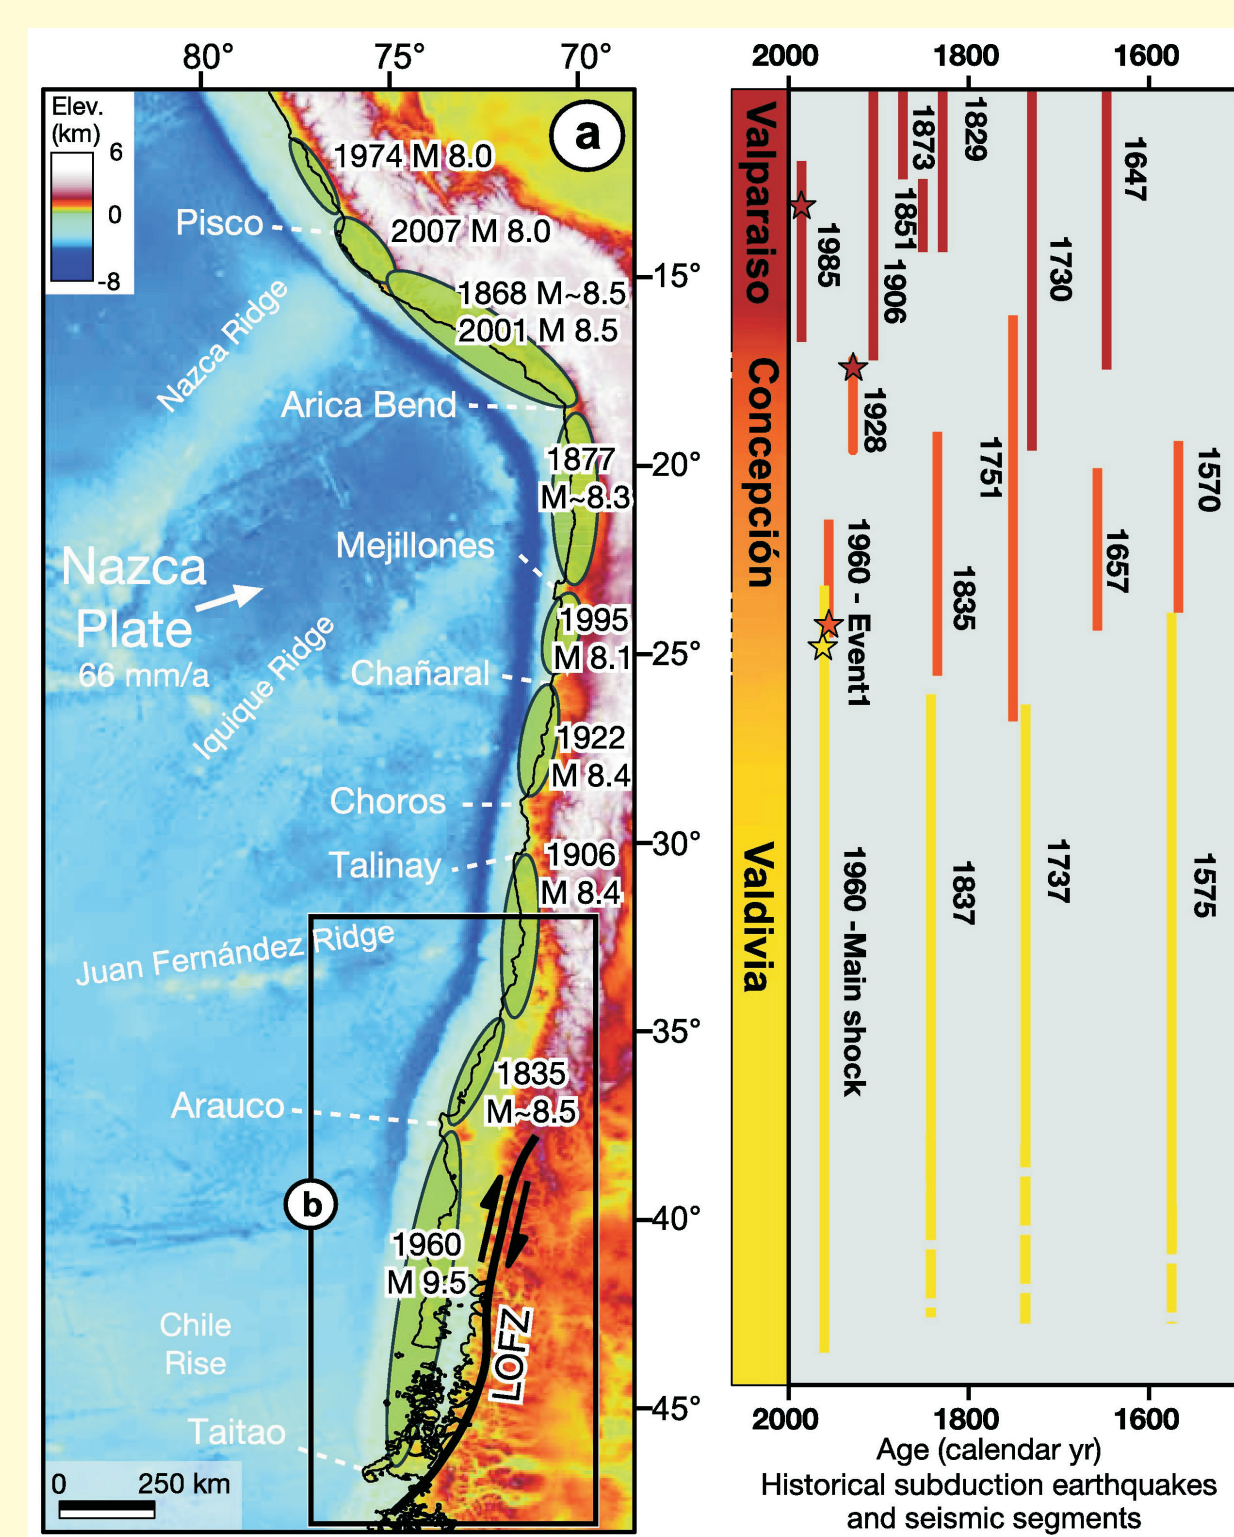 80°
75°
70°
Elev.
(km)
6
0
-8
a
1974 M 8.0
Pisco
2007 M 8.0
15°
1868 M~8.5
2001 M 8.5
Nazca Ridge
Arica Bend
1877
M~8.3
20°
Mejillones
Nazca
Plate
66 mm/a
1995
M 8.1
25°
Chañaral
Iquique Ridge
1922
M 8.4
Choros
30°
Talinay
1906
M 8.4
Juan Fernández Ridge
35°
1835
M~8.5
Arauco
b
40°
1960
M 9.5
LOFZ
Chile
Rise
45°
Taitao
0
250 km
2000
1800
1600
Valparaiso
Concepción
Valdivia
1985
1906
1873
1851
1829
1730
1647
1928
1751
1570
1657
1960 - Event1
1835
1960 -Main shock
1837
1737
1575
2000
1800
1600
Age (calendar yr)
Historical subduction earthquakes
and seismic segments